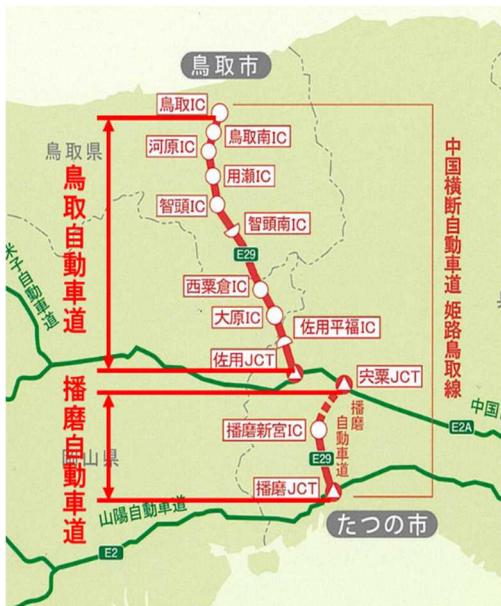 鳥取市
鳥取IC
鳥取県
鳥取南IC
河原IC
用瀬IC
智頭IC
智頭南IC
E29
西粟倉IC
大原IC
佐用平福IC
佐用JCT
宍粟JCT
鳥取自動車道
米子自動車道
中国横断自動車道 姫路鳥取線
播磨自動車道
岡山県
播磨新宮IC
播磨
自動車道
E29
播磨JCT
中国
E2A
山陽自動車道
E2
たつの市